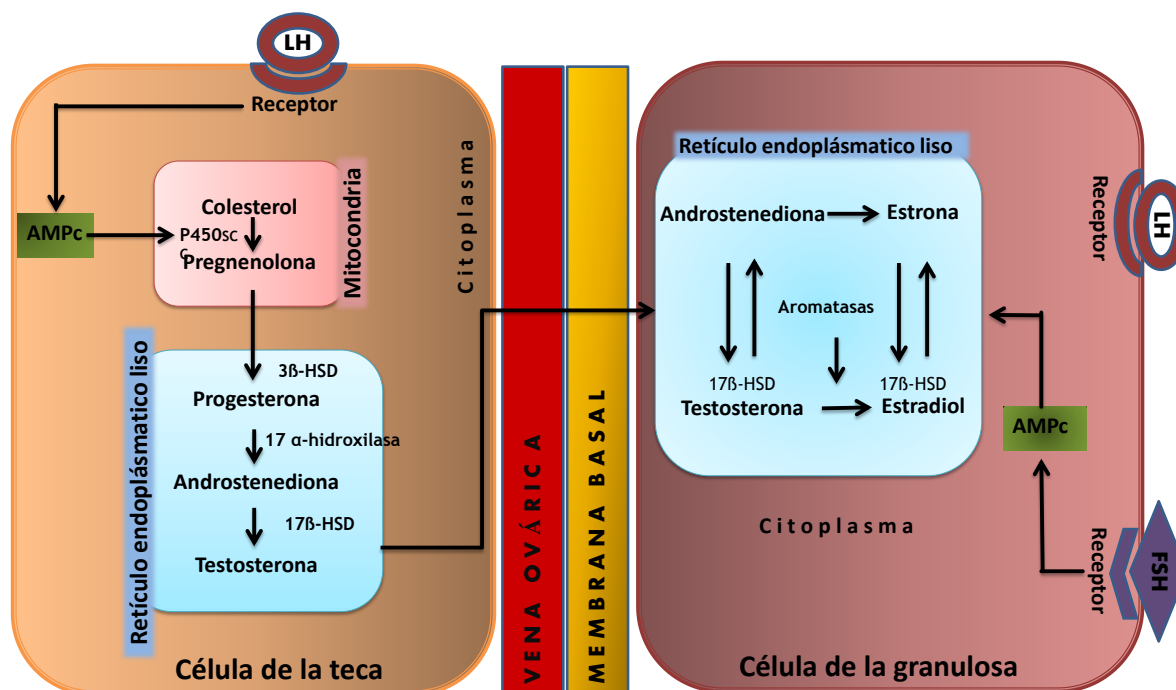 LH
Receptor
AMPc
Mitocondria
Colesterol
P450SC
C
Pregnenolona
Citoplasma
Retículo endoplásmatico liso
3ß-HSD
Progesterona
17 α-hidroxilasa
Androstenediona
17ß-HSD
Testosterona
Célula de la teca
VENA OVÁRICA
MEMBRANA BASAL
Retículo endoplásmatico liso
Androstenediona
Estrona
Aromatasas
17ß-HSD
17ß-HSD
Testosterona
Estradiol
Receptor
LH
AMPc
Citoplasma
Receptor
FSH
Célula de la granulosa